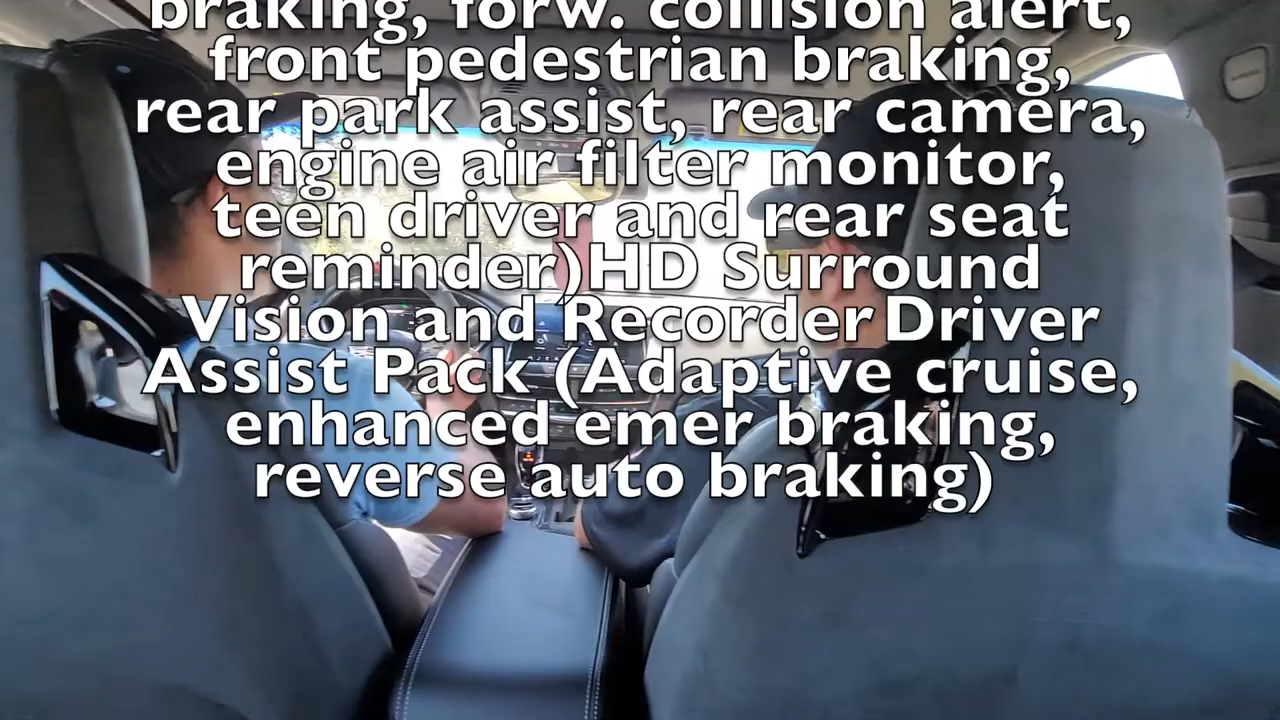 braking, forw. collision alert,
front pedestrian braking,
rear park assist, rear camera,
engine air filter monitor,
teen driver and rear seat
reminder)HD Surround
Vision and Recorder Driver
Assist Pack (Adaptive cruise,
enhanced emer braking,
reverse auto braking)